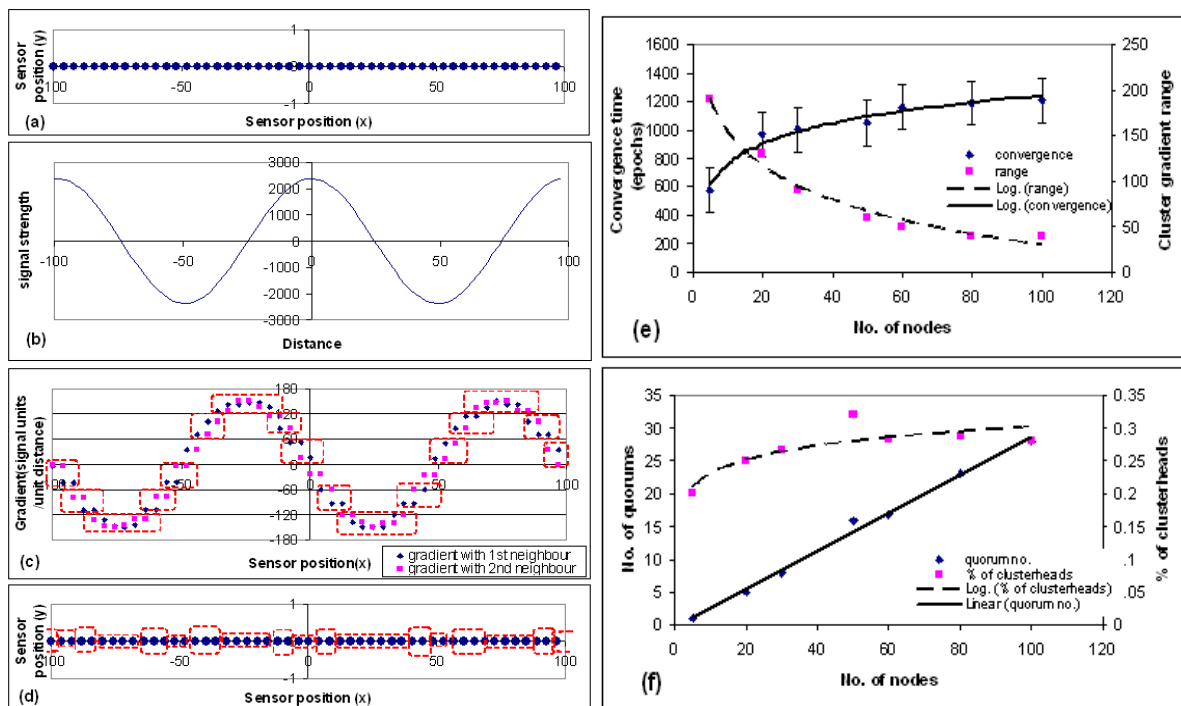 1
0
-1
-100
-50
0
50
100
Sensor
position (y)
Sensor position (x)
(a)
3000
2000
1000
0
-1000
-2000
-3000
-100
-50
0
50
100
signal strength
Distance
(b)
180
120
60
0
-60
-120
-180
-50
0
50
100
Gradient(signal units
/unit distance)
Sensor position(x)
gradient with 1st neighbour
gradient with 2nd neighbour
(c)
1
0
-1
-100
-50
0
50
100
Sensor
position (y)
Sensor position (x)
(d)
1600
1400
1200
1000
800
600
400
200
0
250
200
150
100
50
0
0
20
40
60
80
100
120
Convergence time
(epochs)
Cluster gradient range
No. of nodes
convergence
range
Log. (range)
Log. (convergence)
(e)
35
30
25
20
15
10
5
0
0.35
0.3
0.25
0.2
0.15
.1
.05
0
0
20
40
60
80
100
120
No. of quorums
% of clusterheads
No. of nodes
quorum no.
% of clusterheads
Log. (% of clusterheads)
Linear (quorum no.)
(f)